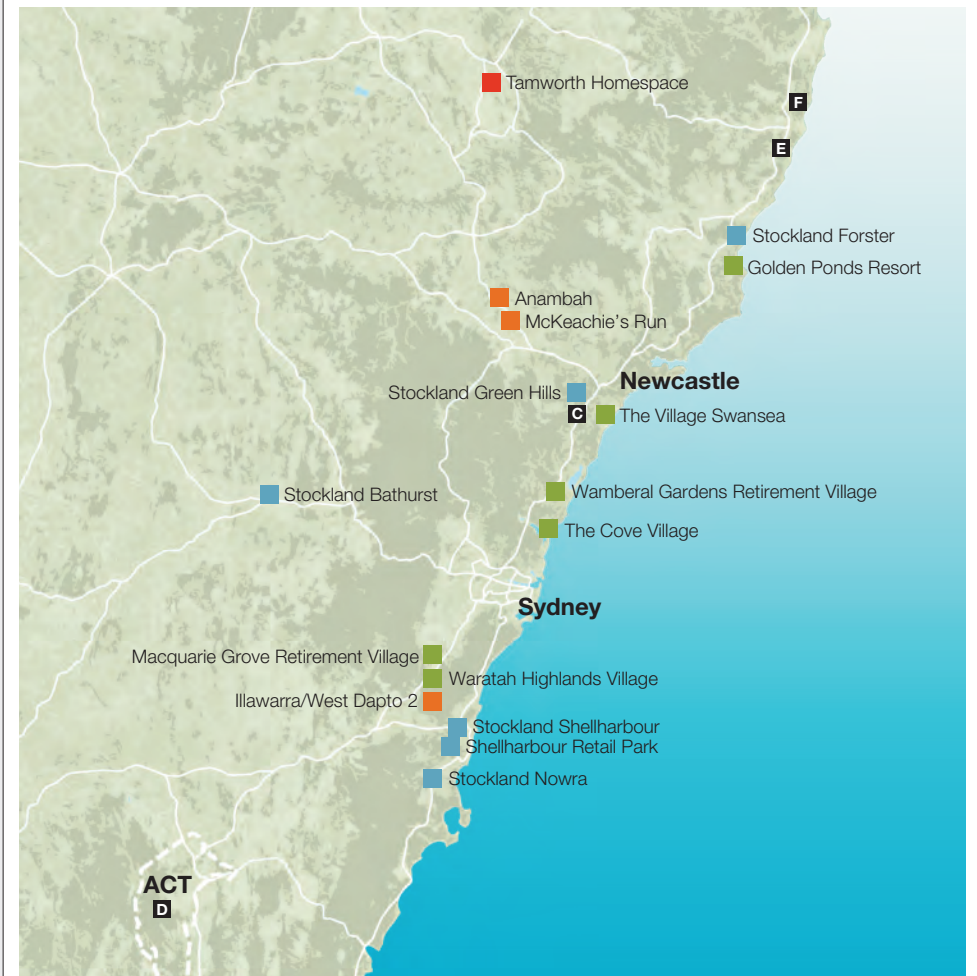 Tamworth Homespace
F
E
Stockland Forster
Golden Ponds Resort
Anambah
McKeachie's Run
Newcastle
Stockland Green Hills
C
The Village Swansea
Stockland Bathurst
Wamberal Gardens Retirement Village
The Cove Village
Sydney
Macquarie Grove Retirement Village
Waratah Highlands Village
Illawarra/West Dapto 2
Stockland Shellharbour
Shellharbour Retail Park
Stockland Nowra
ACT
D